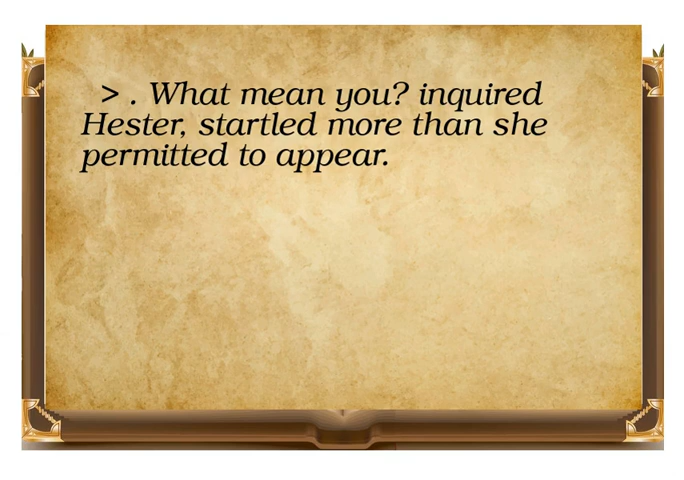 > . What mean you? inquired
Hester, startled more than she
permitted to appear.